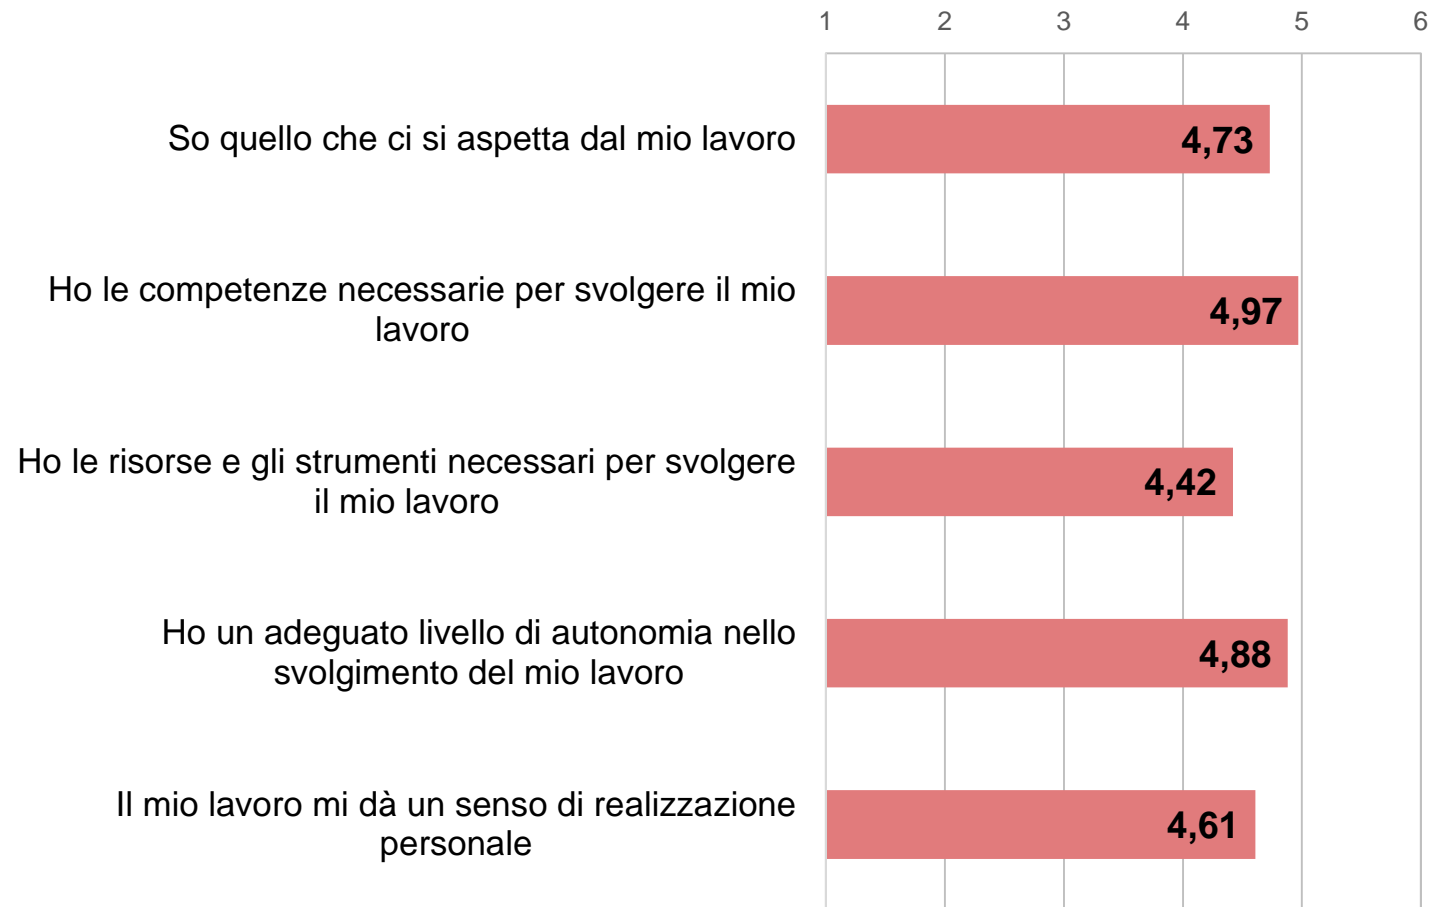 1 2 3 4 5 6
So quello che ci si aspetta dal mio lavoro
4,73
Ho le competenze necessarie per svolgere il mio
lavoro
4,97
Ho le risorse e gli strumenti necessari per svolgere
il mio lavoro
4,42
Ho un adeguato livello di autonomia nello
svolgimento del mio lavoro
4,88
Il mio lavoro mi dà un senso di realizzazione
personale
4,61